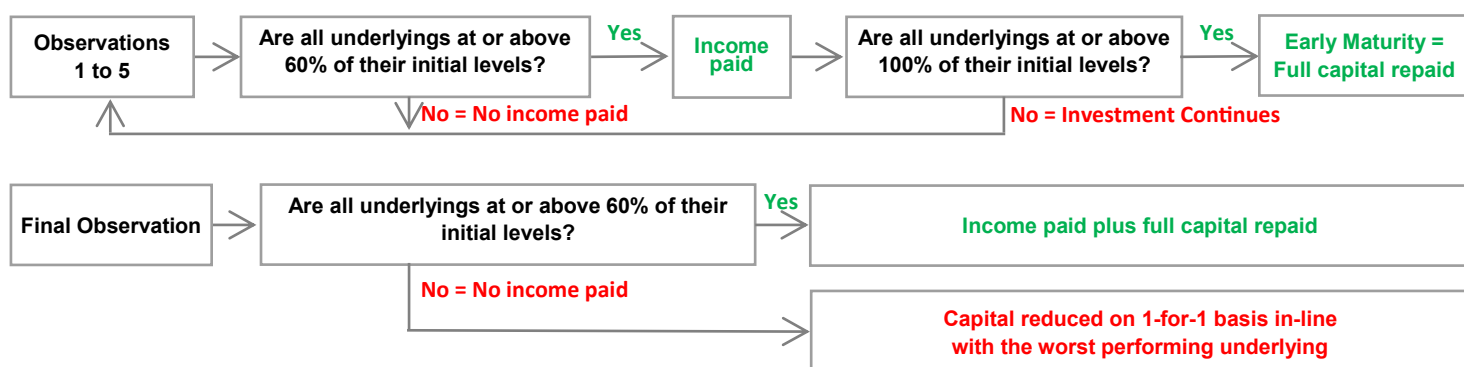 Observations
1 to 5
Are all underlyings at or above
60% of their initial levels?
Yes
Income
paid
Are all underlyings at or above
100% of their initial levels?
Yes
Early Maturity =
Full capital repaid
No = No income paid
No = Investment Continues
Final Observation
Are all underlyings at or above 60% of their
initial levels?
Yes
Income paid plus full capital repaid
No = No income paid
Capital reduced on 1-for-1 basis in-line
with the worst performing underlying